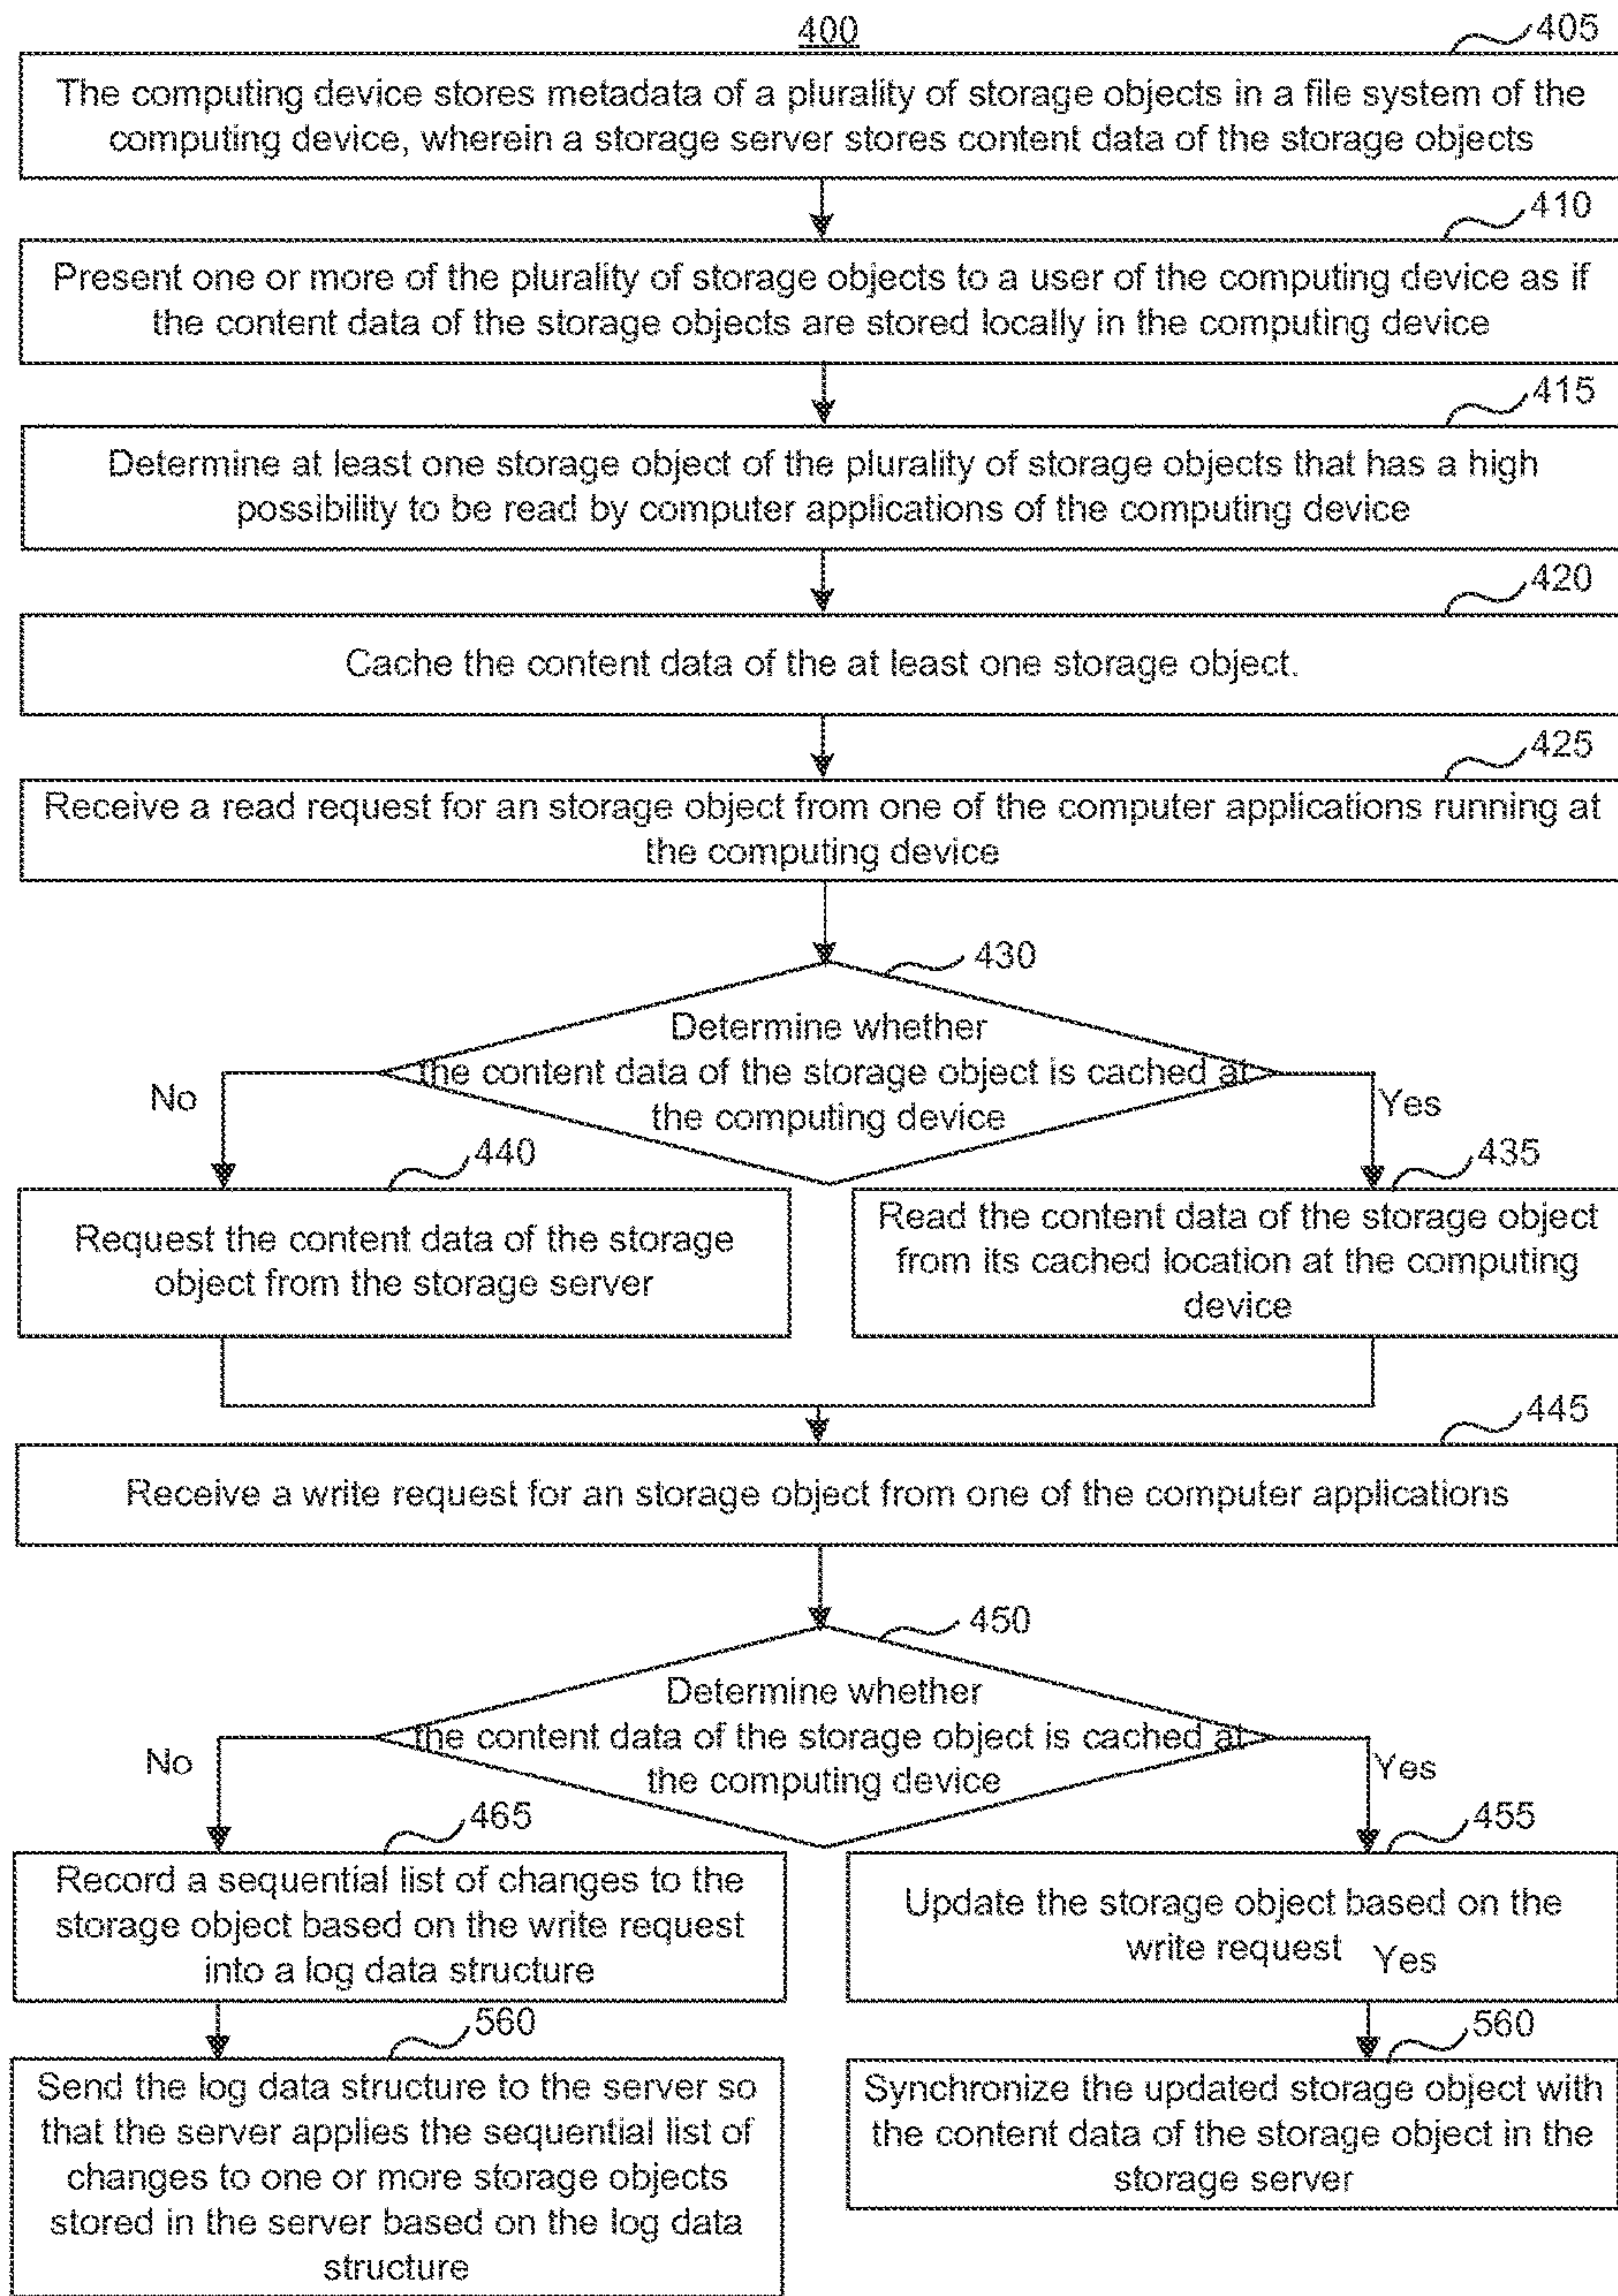 400
405
The computing device stores metadata of a plurality of storage objects in a file system of the
computing device, wherein a storage server stores content data of the storage objects
410
Present one or more of the plurality of storage objects to a user of the computing device as if
the content data of the storage objects are stored locally in the computing device
415
Determine at least one storage object of the plurality of storage objects that has a high
possibility to be read by computer applications of the computing device
420
Cache the content data of the at least one storage object.
425
Receive a read request for an storage object from one of the computer applications running at
the computing device
430
Determine whether
the content data of the storage object is cached at
the computing device
No
Yes
440
435
Request the content data of the storage
object from the storage server
Read the content data of the storage object
from its cached location at the computing
device
445
Receive a write request for an storage object from one of the computer applications
450
Determine whether
the content data of the storage object is cached at
the computing device
No
Yes
465
455
Record a sequential list of changes to the
storage object based on the write request
into a log data structure
Update the storage object based on the
write request
Yes
560
560
Send the log data structure to the server so
that the server applies the sequential list of
changes to one or more storage objects
stored in the server based on the log data
structure
Synchronize the updated storage object with
the content data of the storage object in the
storage server